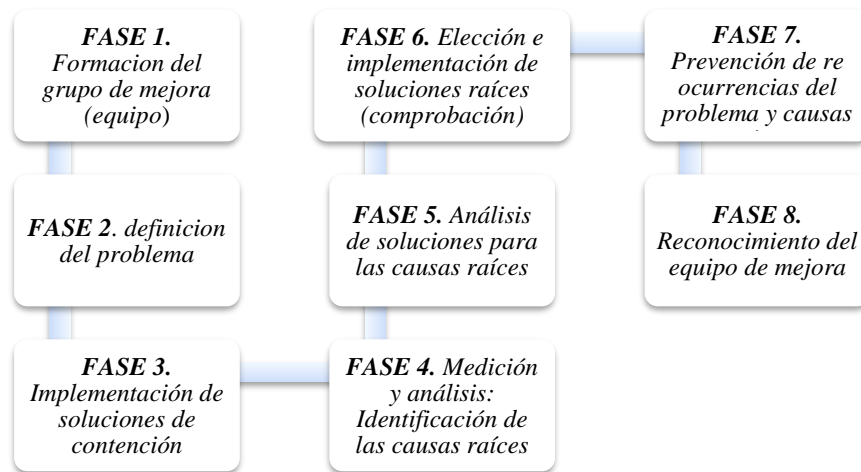 FASE 1.
Formacion del
grupo de mejora
(equipo)
FASE 2. definicion
del problema
FASE 3.
Implementación de
soluciones de
contención
FASE 4. Medición
y análisis:
Identificación de
las causas raíces
FASE 5. Análisis
de soluciones para
las causas raíces
FASE 6. Elección e
implementación de
soluciones raíces
(comprobación)
FASE 7.
Prevención de re
ocurrencias del
problema y causas
FASE 8.
Reconocimiento del
equipo de mejora